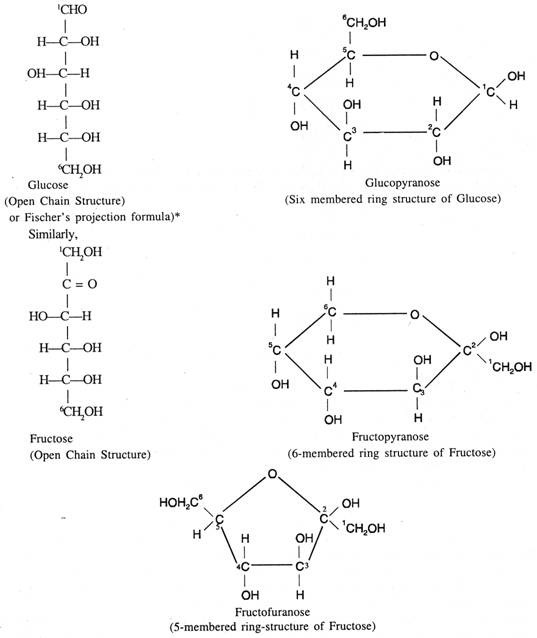 ¹CHO
H—C—OH
OH—C—H
H—C—OH
H—C—OH
⁶CH₂OH
Glucose
(Open Chain Structure)
or Fischer's projection formula)*
⁶CH₂OH
H ⁵C O
H OH
⁴C OH H ¹C
H
OH C³ ²C
H OH
Glucopyranose
(Six membered ring structure of Glucose)
Similarly,
¹CH₂OH
C = O
HO—C—H
H—C—OH
H—C—OH
⁶CH₂OH
Fructose
(Open Chain Structure)
H
H ⁶C O
H OH
⁵C H OH C² ¹CH₂OH
OH C⁴ C₃
OH H
Fructopyranose
(6-membered ring structure of Fructose)
O
HOH₂C⁶ 2 OH
C C ¹CH₂OH
H 5 H OH
4C C³
OH H
Fructofuranose
(5-membered ring-structure of Fructose)